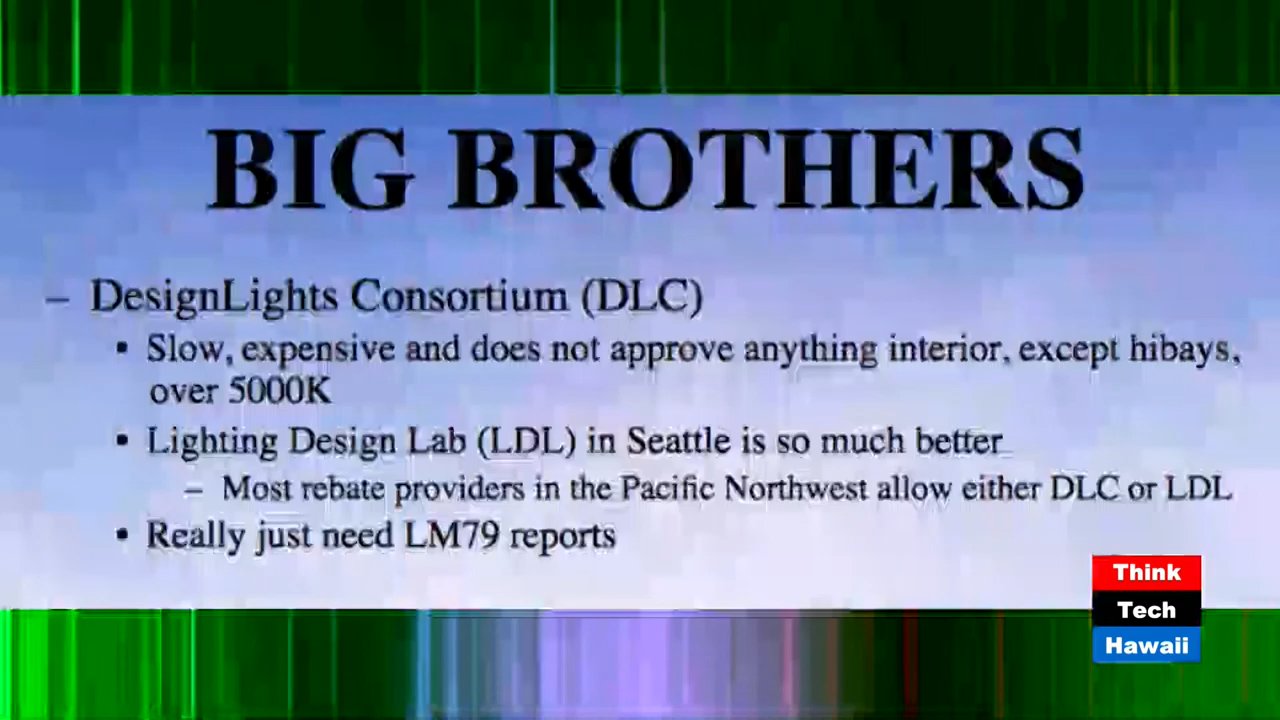 BIG BROTHERS
– DesignLights Consortium (DLC)
▪ Slow, expensive and does not approve anything interior, except hibays,
over 5000K
▪ Lighting Design Lab (LDL) in Seattle is so much better
– Most rebate providers in the Pacific Northwest allow either DLC or LDL
▪ Really just need LM79 reports
Think
Tech
Hawaii